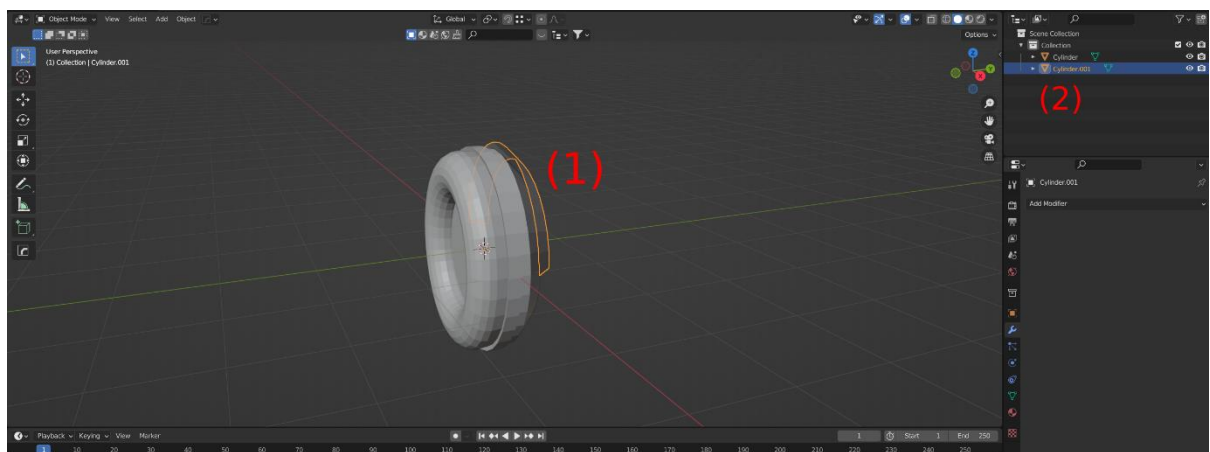 Object Mode View Select Add Object Global Options
User Perspective
(1) Collection | Cylinder.001
Scene Collection
Collection
Cylinder
Cylinder.001
(1)
(2)
Cylinder.001
Add Modifier
Z
Y
X
Playback Keying View Marker 1 Start 1 End 250
1 10 20 30 40 50 60 70 80 90 100 110 120 130 140 150 160 170 180 190 200 210 220 230 240 250